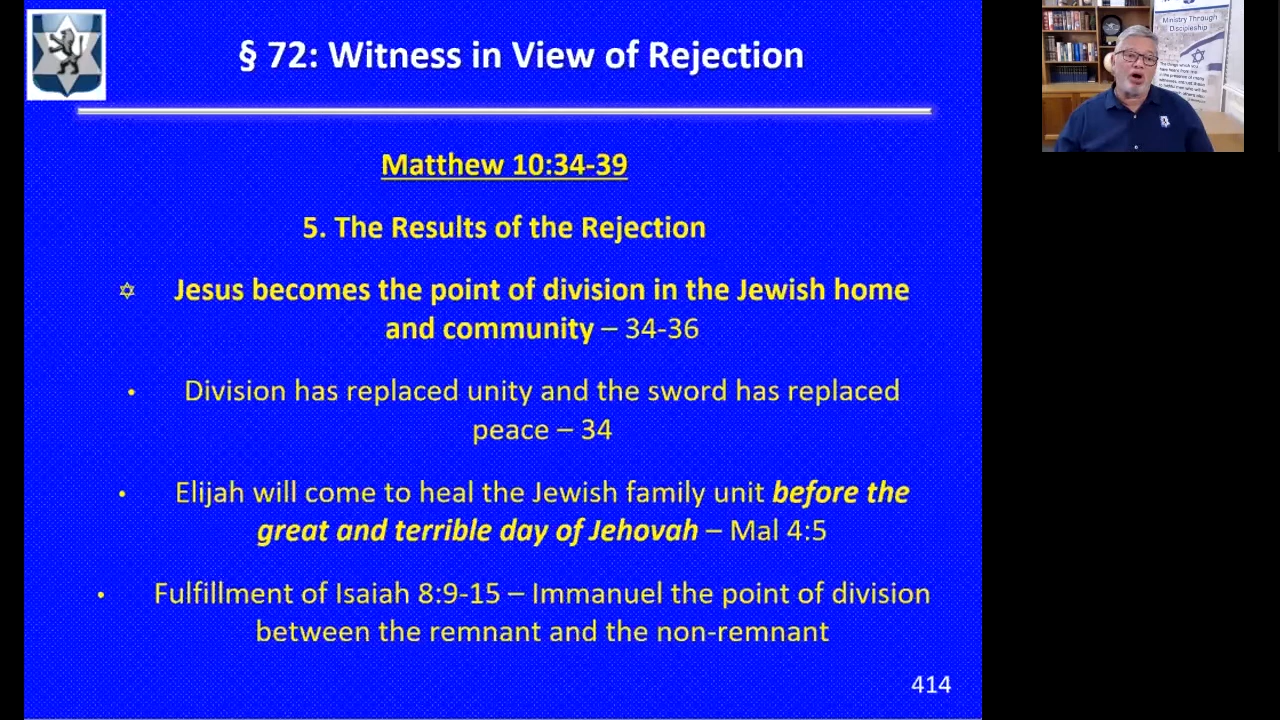 § 72: Witness in View of Rejection
Matthew 10:34-39
5. The Results of the Rejection
✡ Jesus becomes the point of division in the Jewish home
and community – 34-36
• Division has replaced unity and the sword has replaced
peace – 34
• Elijah will come to heal the Jewish family unit before the
great and terrible day of Jehovah – Mal 4:5
• Fulfillment of Isaiah 8:9-15 – Immanuel the point of division
between the remnant and the non-remnant
414
Ministry Through
Discipleship